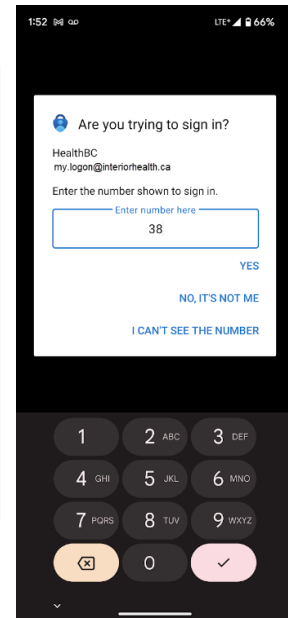 1:52 LTE+ 66%
Are you trying to sign in?
HealthBC
my.logon@interiorhealth.ca
Enter the number shown to sign in.
Enter number here
38
YES
NO, IT'S NOT ME
I CAN'T SEE THE NUMBER
1 2 ABC 3 DEF
4 GHI 5 JKL 6 MNO
7 PQRS 8 TUV 9 WXYZ
0